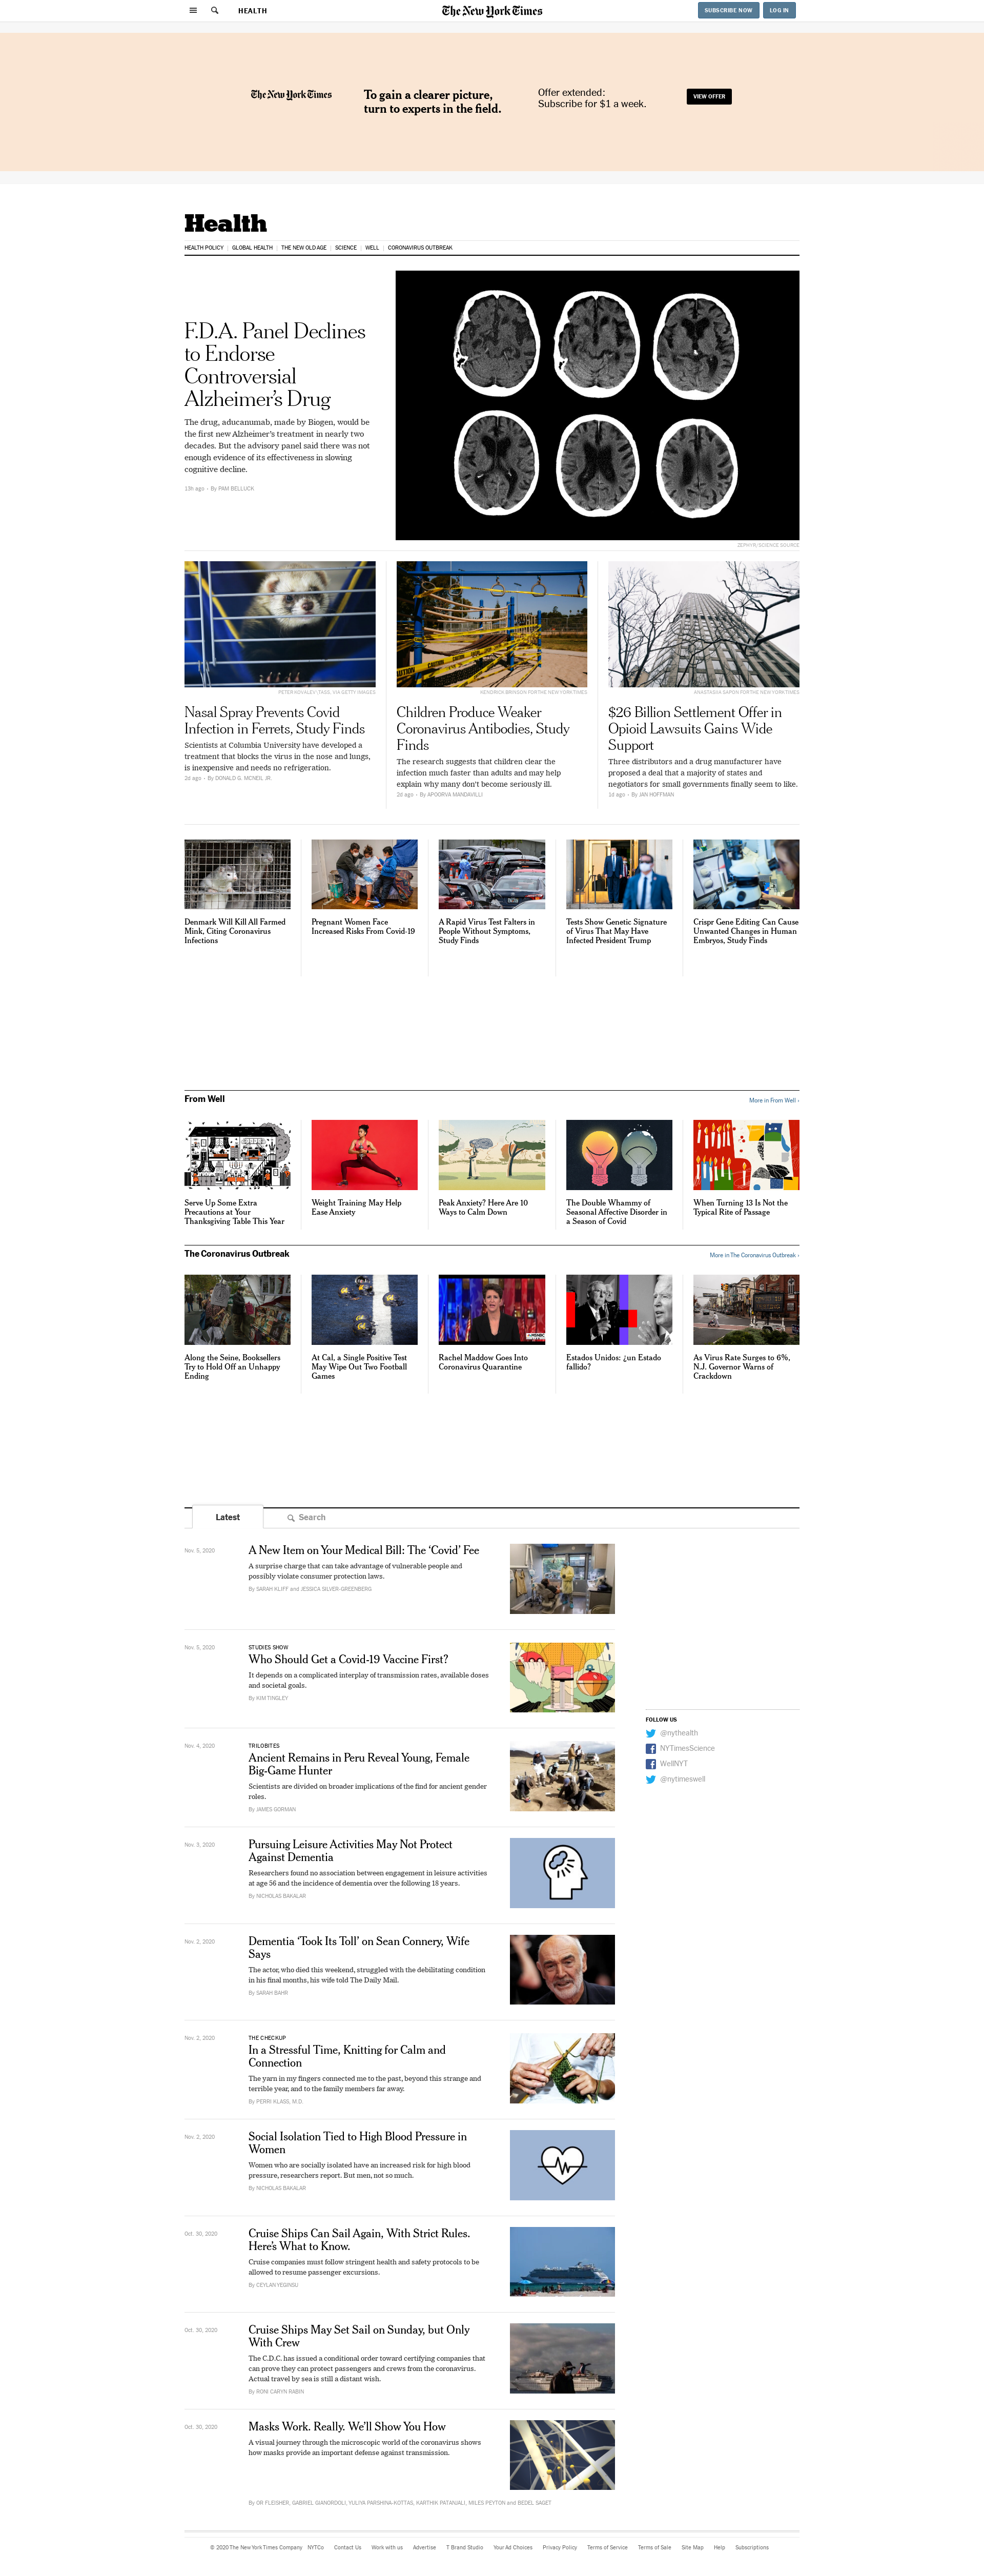 HEALTH
The New York Times
SUBSCRIBE NOW
LOG IN
The New York Times
To gain a clearer picture,
turn to experts in the field.
Offer extended:
Subscribe for $1 a week.
VIEW OFFER
Health
HEALTH POLICY
GLOBAL HEALTH
THE NEW OLD AGE
SCIENCE
WELL
CORONAVIRUS OUTBREAK
F.D.A. Panel Declines
to Endorse
Controversial
Alzheimer's Drug
The drug, aducanumab, made by Biogen, would be
the first new Alzheimer's treatment in nearly two
decades. But the advisory panel said there was not
enough evidence of its effectiveness in slowing
cognitive decline.
13h ago · By PAM BELLUCK
ZEPHYR/SCIENCE SOURCE
PETER KOVALEV\TASS, VIA GETTY IMAGES
Nasal Spray Prevents Covid
Infection in Ferrets, Study Finds
Scientists at Columbia University have developed a
treatment that blocks the virus in the nose and lungs,
is inexpensive and needs no refrigeration.
2d ago · By DONALD G. MCNEIL JR.
KENDRICK BRINSON FOR THE NEW YORK TIMES
Children Produce Weaker
Coronavirus Antibodies, Study
Finds
The research suggests that children clear the
infection much faster than adults and may help
explain why many don't become seriously ill.
2d ago · By APOORVA MANDAVILLI
ANASTASIIA SAPON FOR THE NEW YORK TIMES
$26 Billion Settlement Offer in
Opioid Lawsuits Gains Wide
Support
Three distributors and a drug manufacturer have
proposed a deal that a majority of states and
negotiators for small governments finally seem to like.
1d ago · By JAN HOFFMAN
Denmark Will Kill All Farmed
Mink, Citing Coronavirus
Infections
Pregnant Women Face
Increased Risks From Covid-19
A Rapid Virus Test Falters in
People Without Symptoms,
Study Finds
Tests Show Genetic Signature
of Virus That May Have
Infected President Trump
Crispr Gene Editing Can Cause
Unwanted Changes in Human
Embryos, Study Finds
From Well
More in From Well ›
Serve Up Some Extra
Precautions at Your
Thanksgiving Table This Year
Weight Training May Help
Ease Anxiety
Peak Anxiety? Here Are 10
Ways to Calm Down
The Double Whammy of
Seasonal Affective Disorder in
a Season of Covid
When Turning 13 Is Not the
Typical Rite of Passage
The Coronavirus Outbreak
More in The Coronavirus Outbreak ›
Along the Seine, Booksellers
Try to Hold Off an Unhappy
Ending
At Cal, a Single Positive Test
May Wipe Out Two Football
Games
Rachel Maddow Goes Into
Coronavirus Quarantine
Estados Unidos: ¿un Estado
fallido?
As Virus Rate Surges to 6%,
N.J. Governor Warns of
Crackdown
Latest
Search
Nov. 5, 2020
A New Item on Your Medical Bill: The 'Covid' Fee
A surprise charge that can take advantage of vulnerable people and
possibly violate consumer protection laws.
By SARAH KLIFF and JESSICA SILVER-GREENBERG
Nov. 5, 2020
STUDIES SHOW
Who Should Get a Covid-19 Vaccine First?
It depends on a complicated interplay of transmission rates, available doses
and societal goals.
By KIM TINGLEY
FOLLOW US
@nythealth
NYTimesScience
WellNYT
@nytimeswell
Nov. 4, 2020
TRILOBITES
Ancient Remains in Peru Reveal Young, Female
Big-Game Hunter
Scientists are divided on broader implications of the find for ancient gender
roles.
By JAMES GORMAN
Nov. 3, 2020
Pursuing Leisure Activities May Not Protect
Against Dementia
Researchers found no association between engagement in leisure activities
at age 56 and the incidence of dementia over the following 18 years.
By NICHOLAS BAKALAR
Nov. 2, 2020
Dementia 'Took Its Toll' on Sean Connery, Wife
Says
The actor, who died this weekend, struggled with the debilitating condition
in his final months, his wife told The Daily Mail.
By SARAH BAHR
Nov. 2, 2020
THE CHECKUP
In a Stressful Time, Knitting for Calm and
Connection
The yarn in my fingers connected me to the past, beyond this strange and
terrible year, and to the family members far away.
By PERRI KLASS, M.D.
Nov. 2, 2020
Social Isolation Tied to High Blood Pressure in
Women
Women who are socially isolated have an increased risk for high blood
pressure, researchers report. But men, not so much.
By NICHOLAS BAKALAR
Oct. 30, 2020
Cruise Ships Can Sail Again, With Strict Rules.
Here's What to Know.
Cruise companies must follow stringent health and safety protocols to be
allowed to resume passenger excursions.
By CEYLAN YEGINSU
Oct. 30, 2020
Cruise Ships May Set Sail on Sunday, but Only
With Crew
The C.D.C. has issued a conditional order toward certifying companies that
can prove they can protect passengers and crews from the coronavirus.
Actual travel by sea is still a distant wish.
By RONI CARYN RABIN
Oct. 30, 2020
Masks Work. Really. We'll Show You How
A visual journey through the microscopic world of the coronavirus shows
how masks provide an important defense against transmission.
By OR FLEISHER, GABRIEL GIANORDOLI, YULIYA PARSHINA-KOTTAS, KARTHIK PATANJALI, MILES PEYTON and BEDEL SAGET
© 2020 The New York Times Company
NYTCo
Contact Us
Work with us
Advertise
T Brand Studio
Your Ad Choices
Privacy Policy
Terms of Service
Terms of Sale
Site Map
Help
Subscriptions